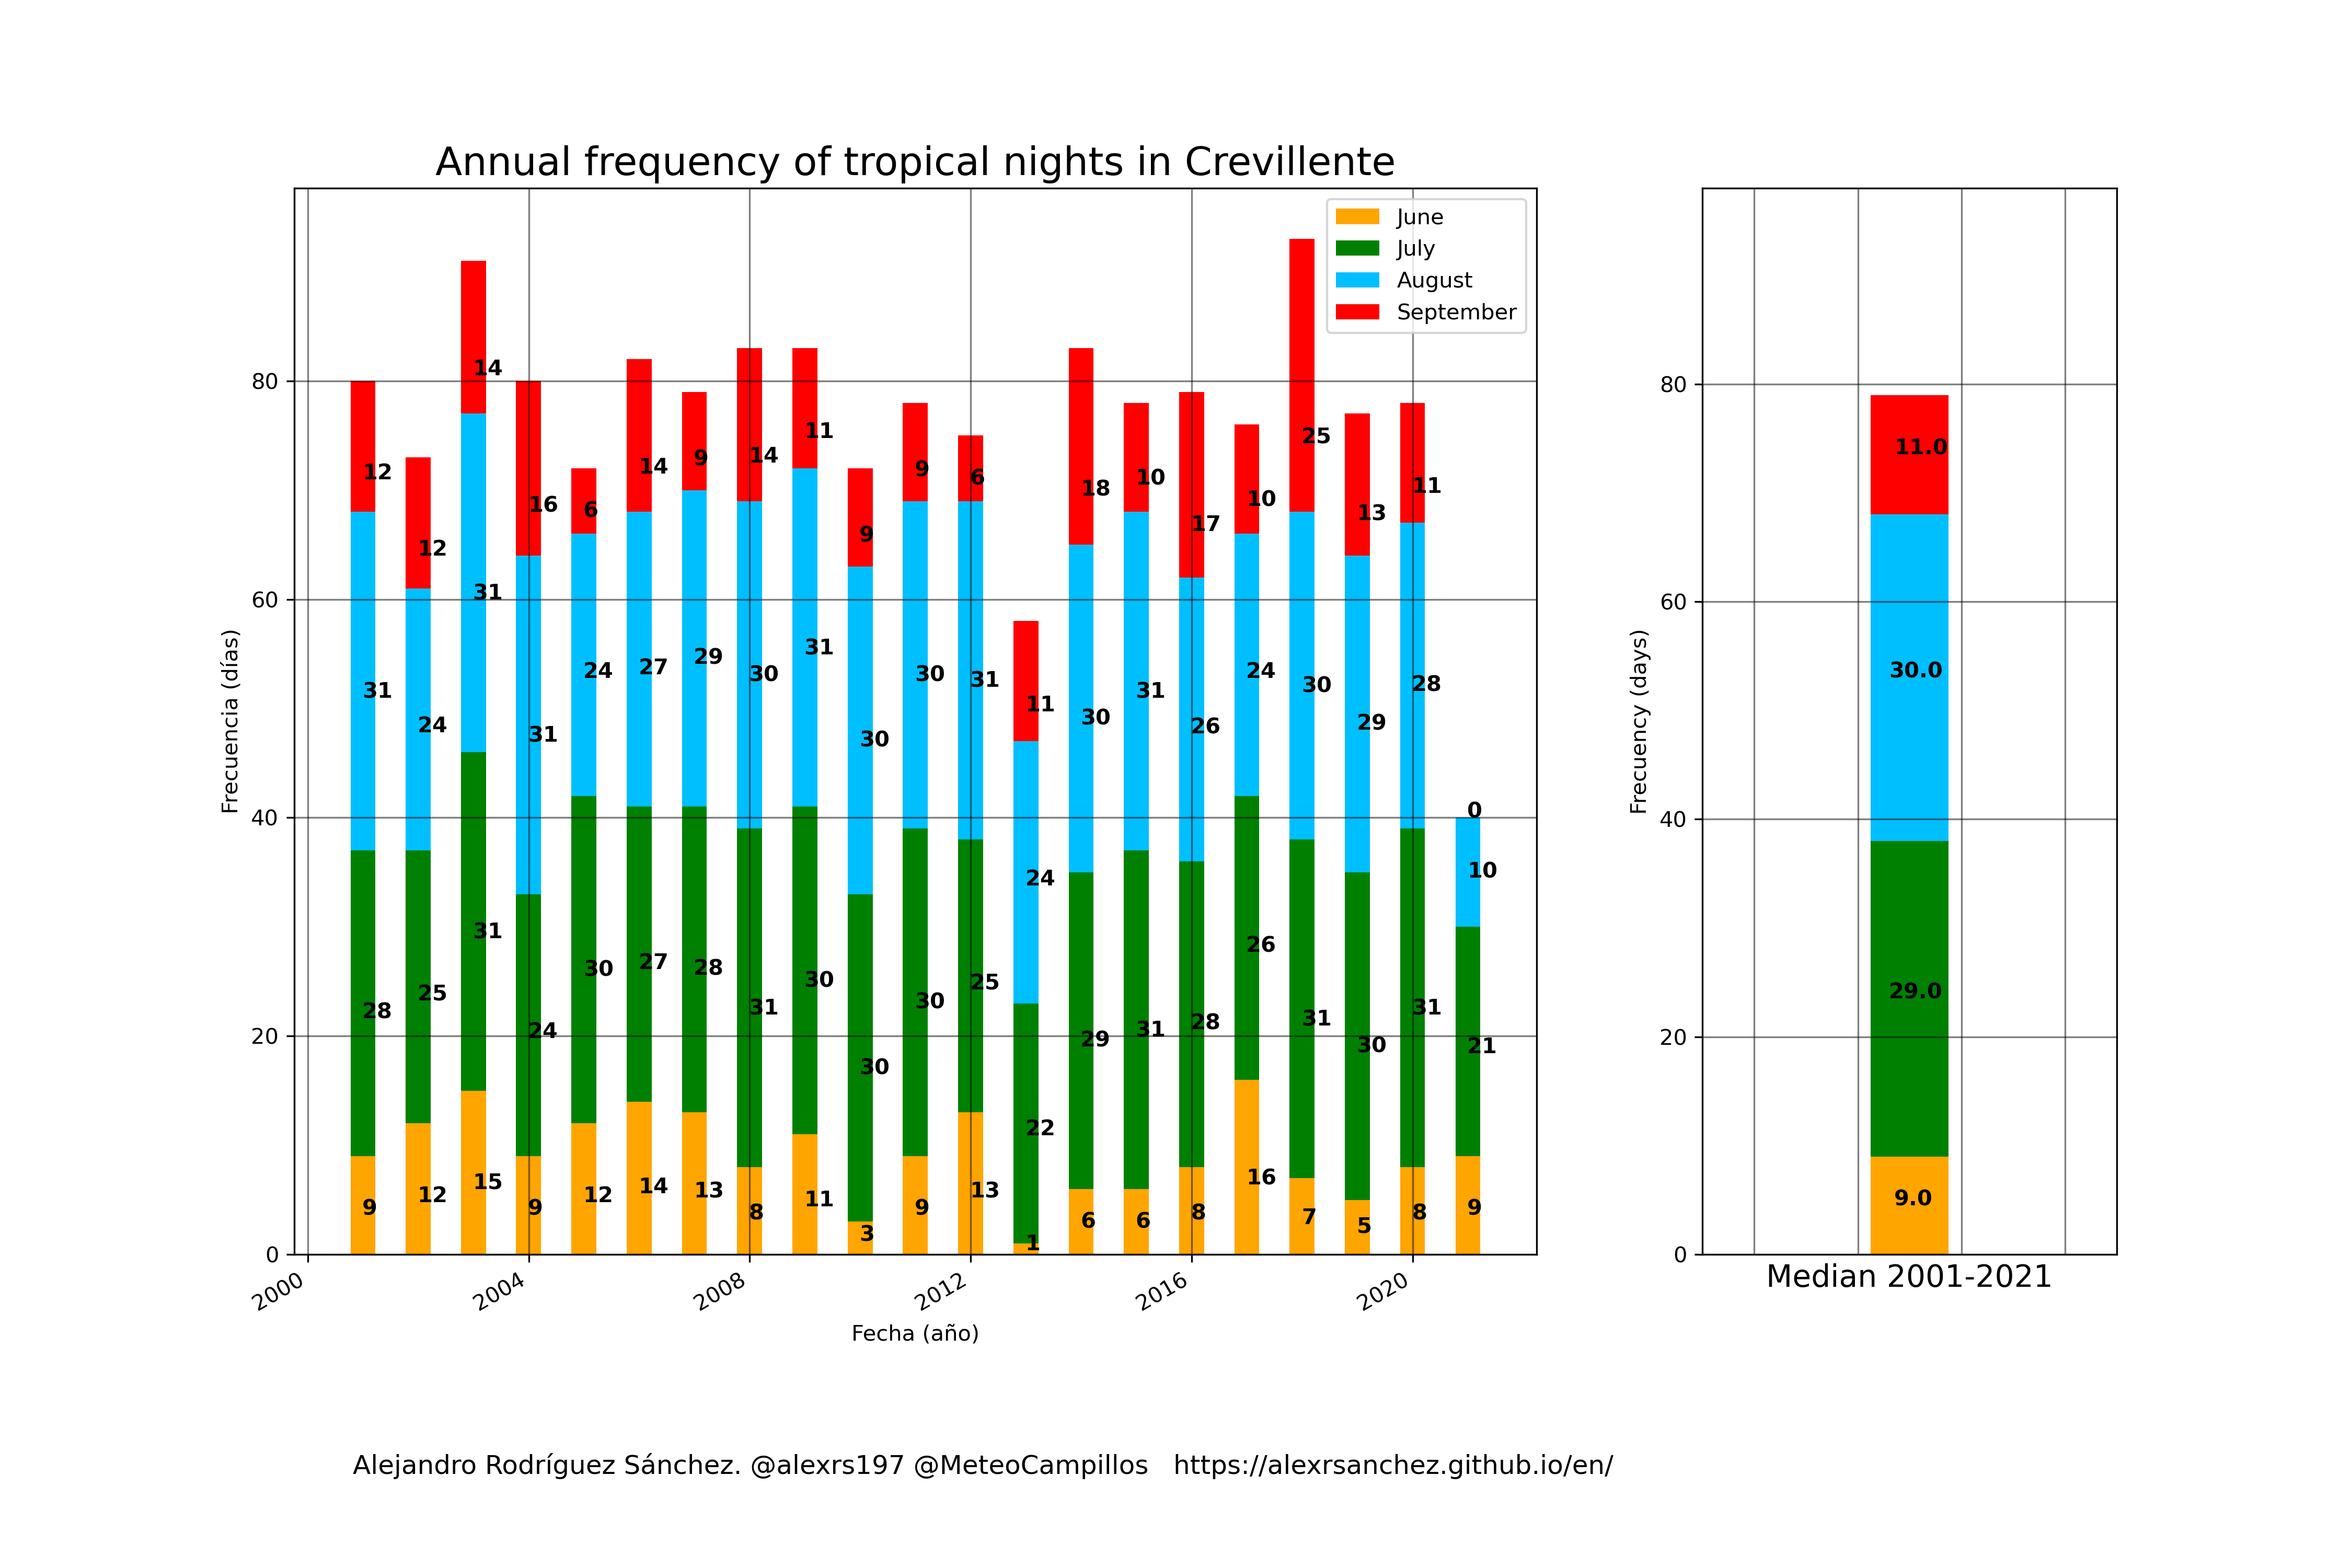 Annual frequency of tropical nights in Crevillente
June
July
August
September
Frecuencia (días)
80
60
40
20
0
12 12 14 16 6 14 9 14 11 9 9 6 11 18 10 17 10 25 13 11 0
31 24 31 31 24 27 29 30 31 30 30 31 24 30 31 26 24 30 29 28 10
28 25 31 24 30 27 28 31 30 30 30 25 22 29 31 28 26 31 30 31 21
9 12 15 9 12 14 13 8 11 3 9 13 1 6 6 8 16 7 5 8 9
2000 2004 2008 2012 2016 2020
Fecha (año)
Frecuency (days)
80
60
40
20
0
11.0
30.0
29.0
9.0
Median 2001-2021
Alejandro Rodríguez Sánchez. @alexrs197 @MeteoCampillos https://alexrsanchez.github.io/en/